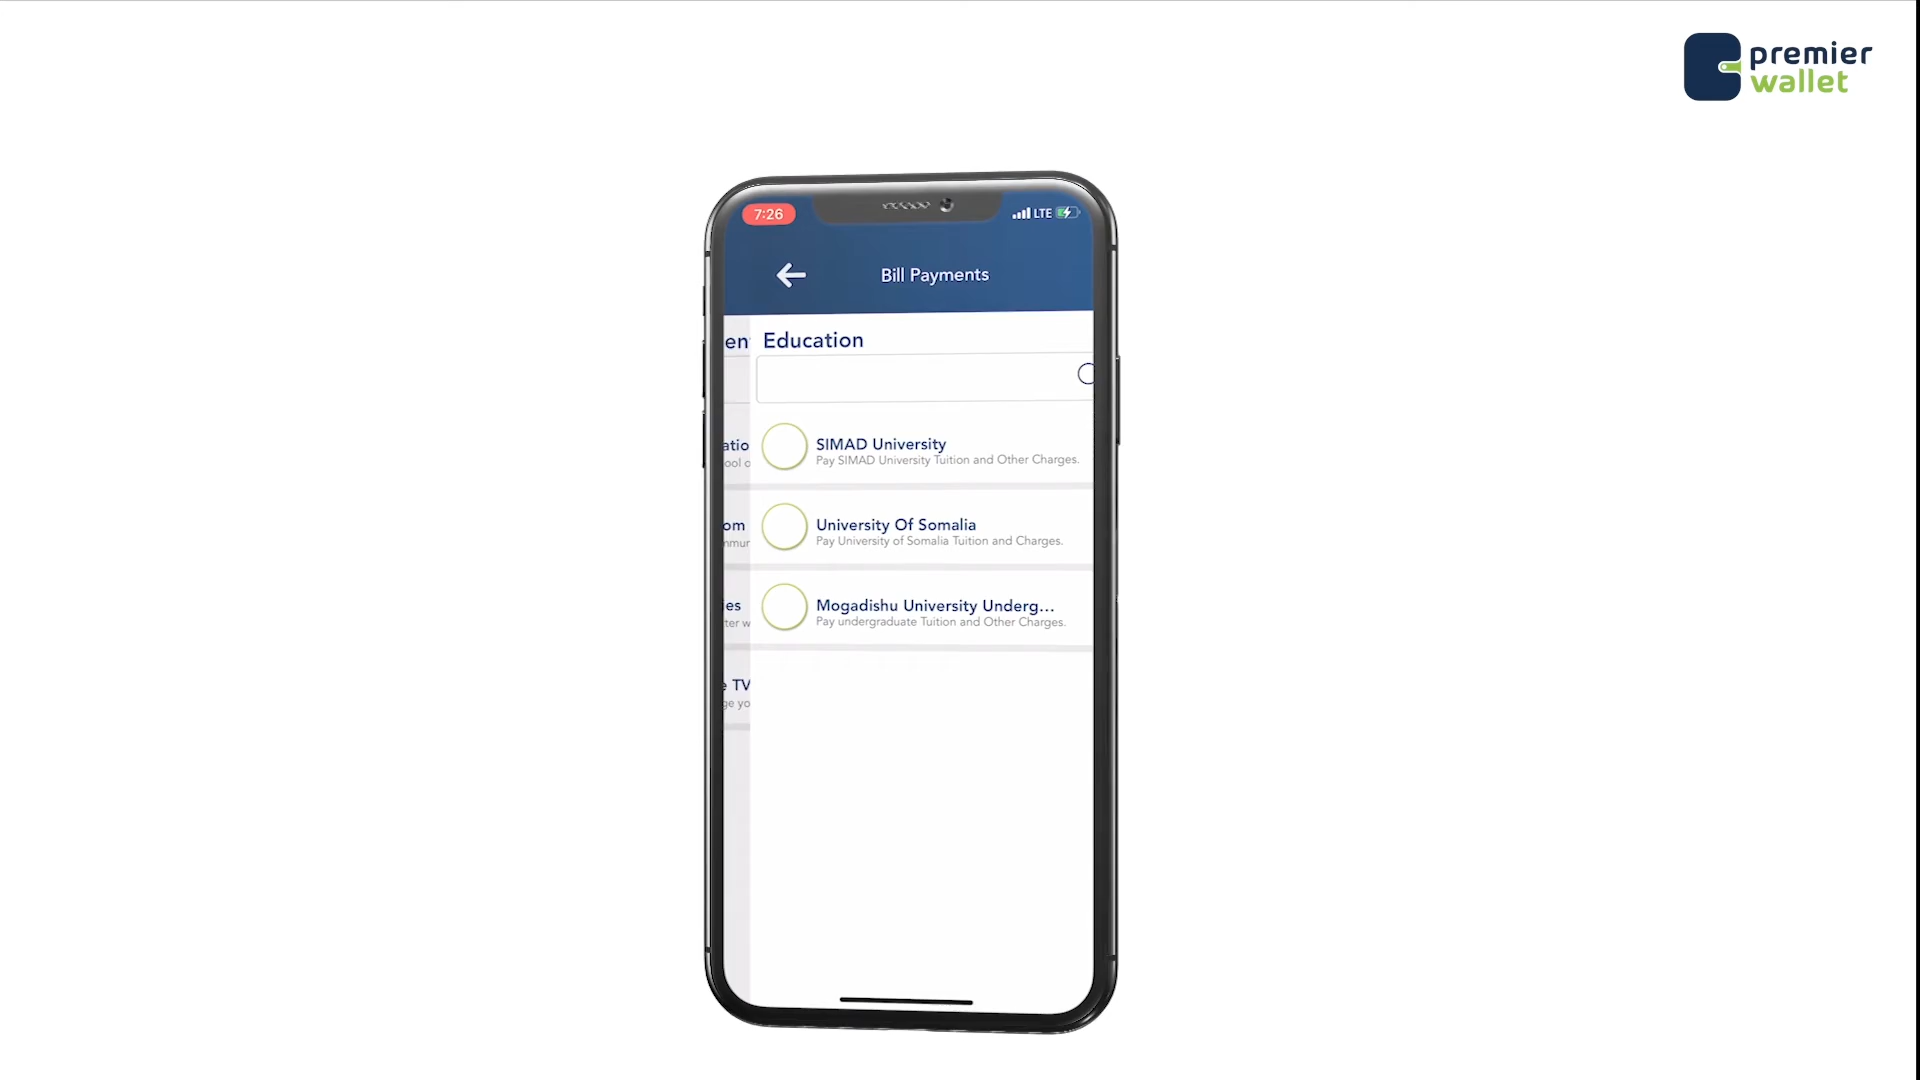 premier
wallet
7:26
LTE
Bill Payments
Education
SIMAD University
Pay SIMAD University Tuition and Other Charges.
University Of Somalia
Pay University of Somalia Tuition and Charges.
Mogadishu University Underg...
Pay undergraduate Tuition and Other Charges.
TV